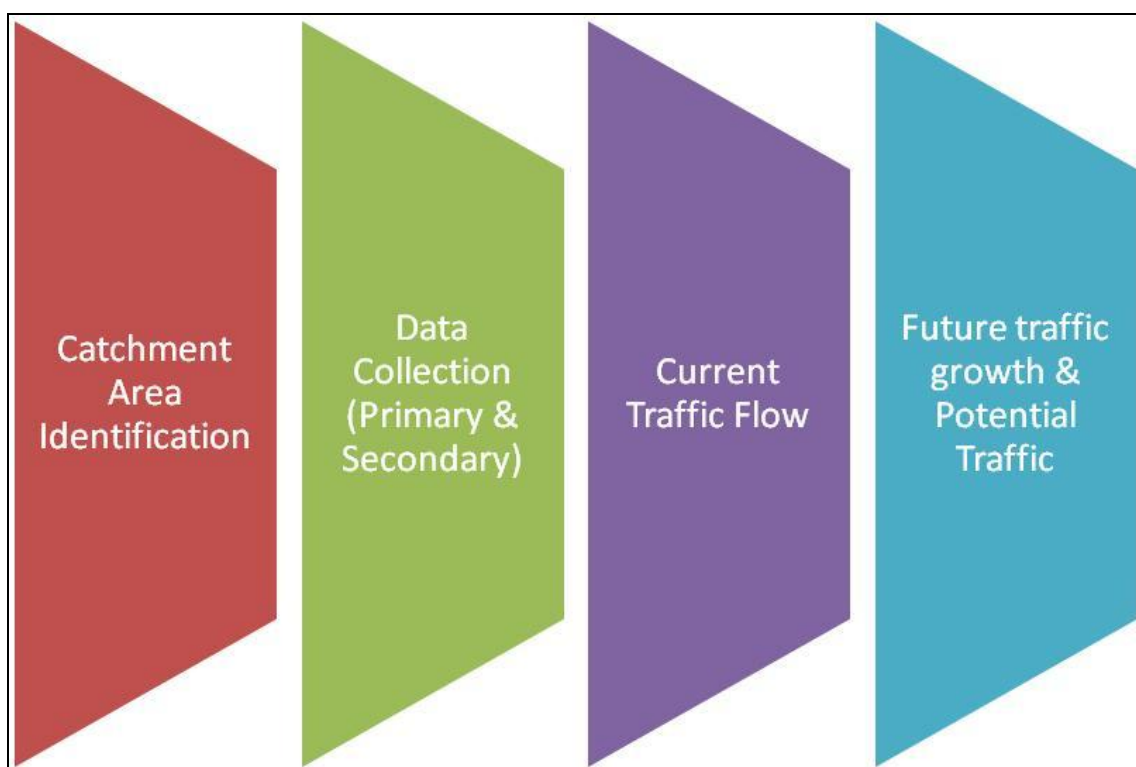 Catchment
Area
Identification
Data
Collection
(Primary &
Secondary)
Current
Traffic Flow
Future traffic
growth &
Potential
Traffic